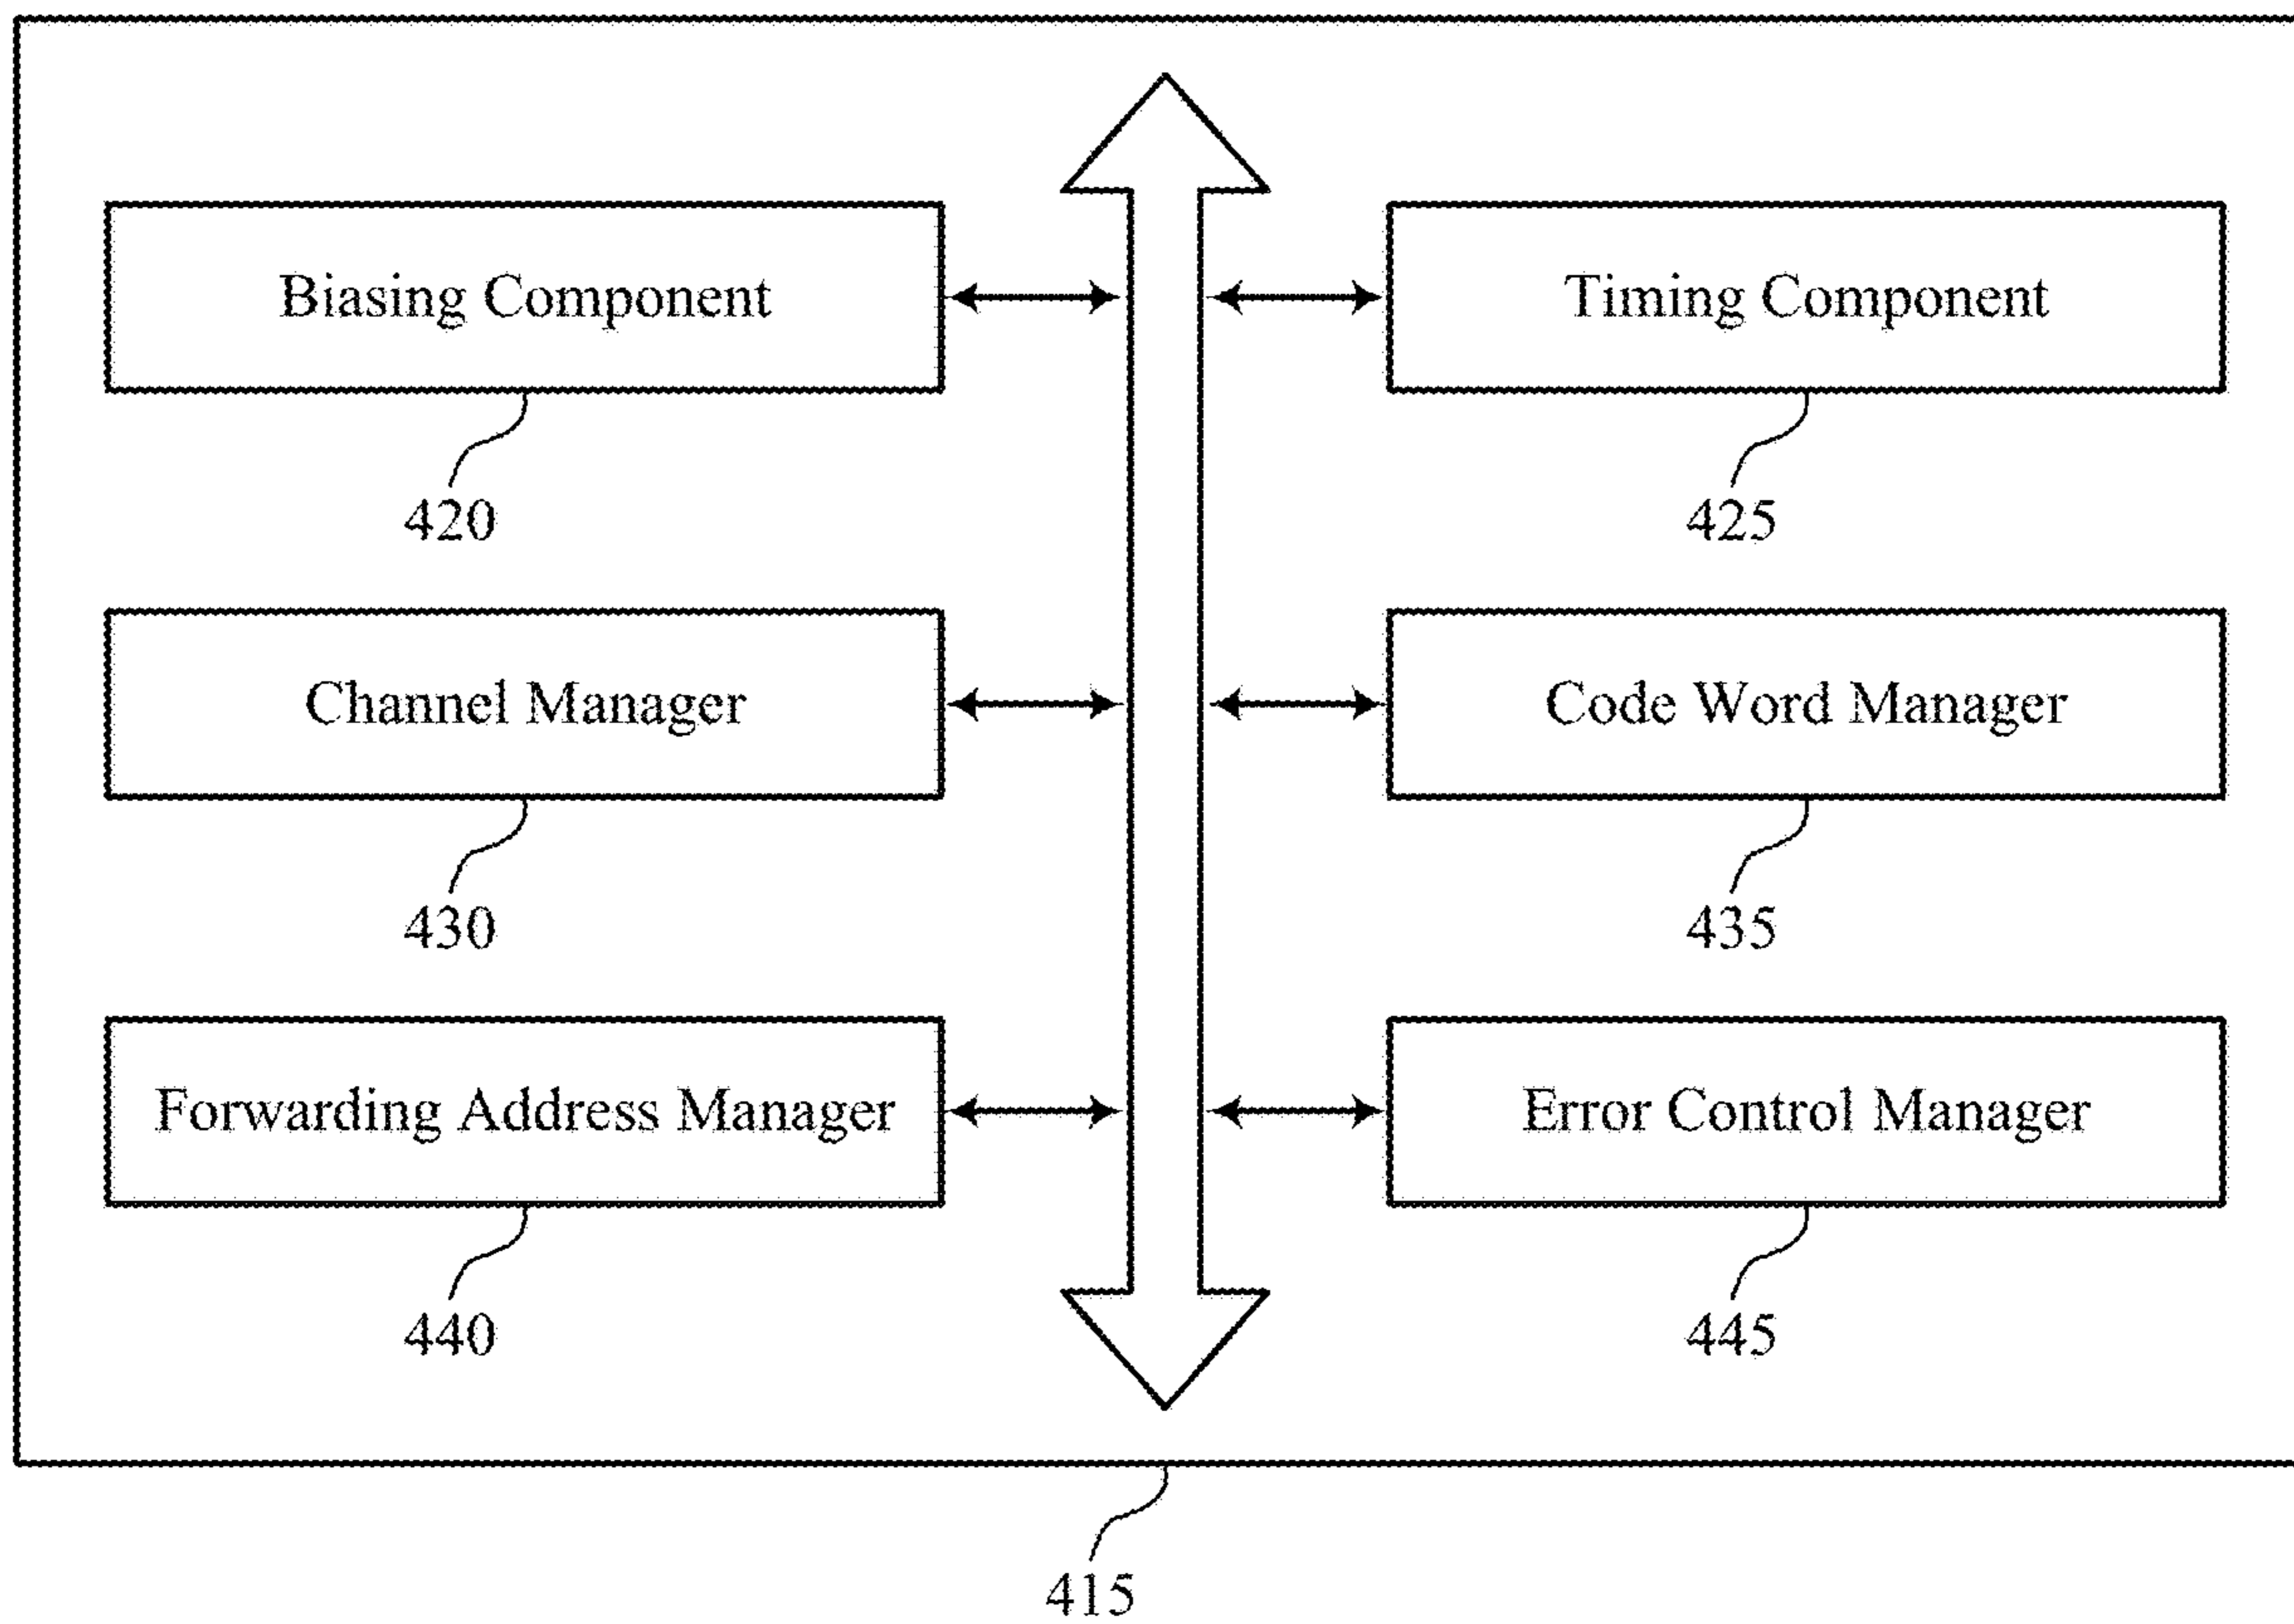 Biasing Component
Timing Component
420
425
Channel Manager
Code Word Manager
430
435
Forwarding Address Manager
Error Control Manager
440
445
415